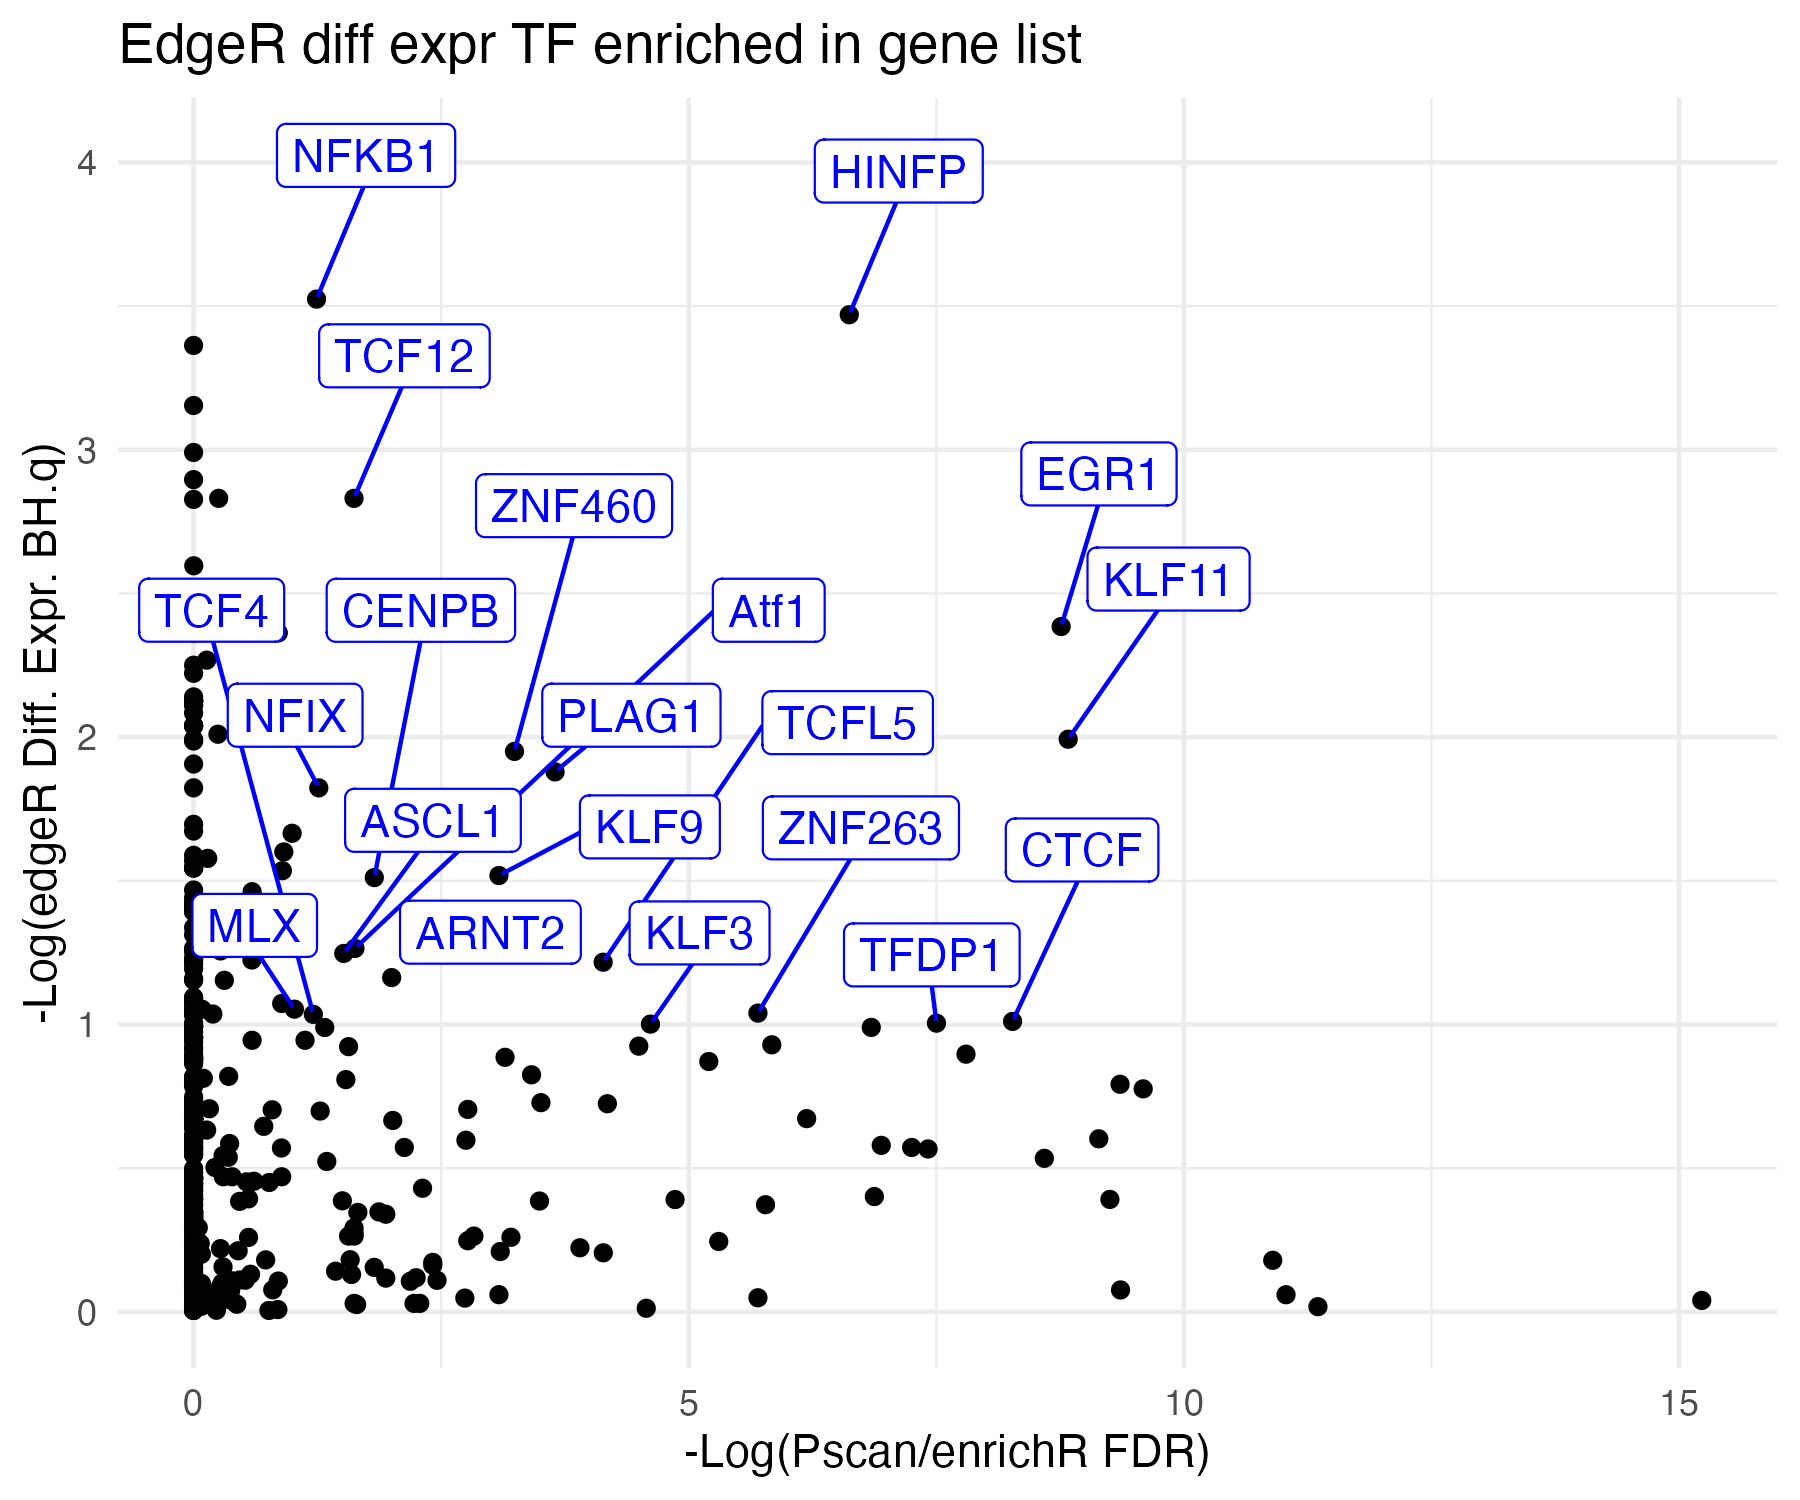 EdgeR diff expr TF enriched in gene list
-Log(edgeR Diff. Expr. BH.q)
4
3
2
1
0
NFKB1
HINFP
TCF12
EGR1
ZNF460
KLF11
TCF4
CENPB
Atf1
NFIX
PLAG1
TCFL5
ASCL1
KLF9
ZNF263
CTCF
MLX
ARNT2
KLF3
TFDP1
0
5
10
15
-Log(Pscan/enrichR FDR)